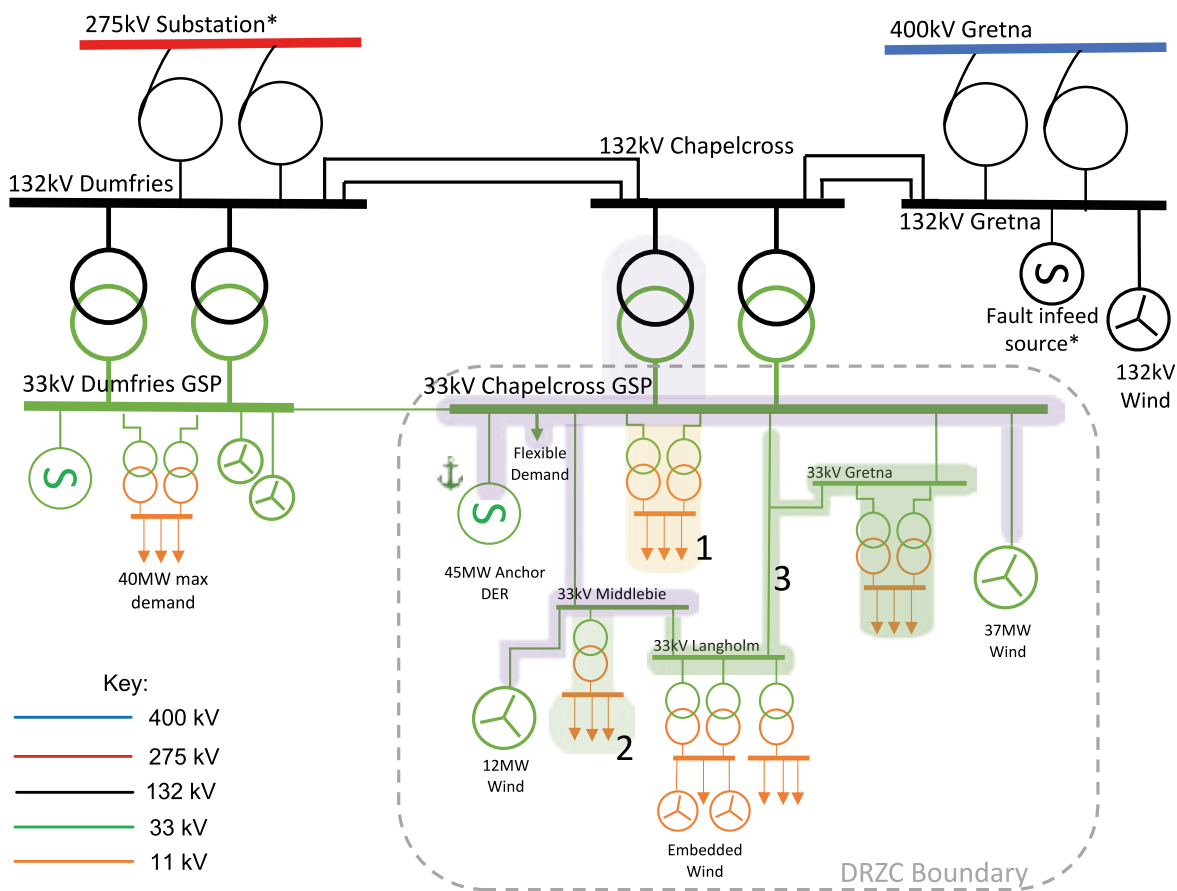 275kV Substation*
400kV Gretna
132kV Chapelcross
132kV Dumfries
132kV Gretna
Fault infeed
source*
132kV
Wind
33kV Dumfries GSP
33kV Chapelcross GSP
Flexible
Demand
33kV Gretna
S
S
S
1
40MW max
demand
45MW Anchor
DER
3
33kV Middlebie
37MW
Wind
33kV Langholm
Key:
400 kV
275 kV
132 kV
33 kV
11 kV
2
12MW
Wind
Embedded
Wind
DRZC Boundary